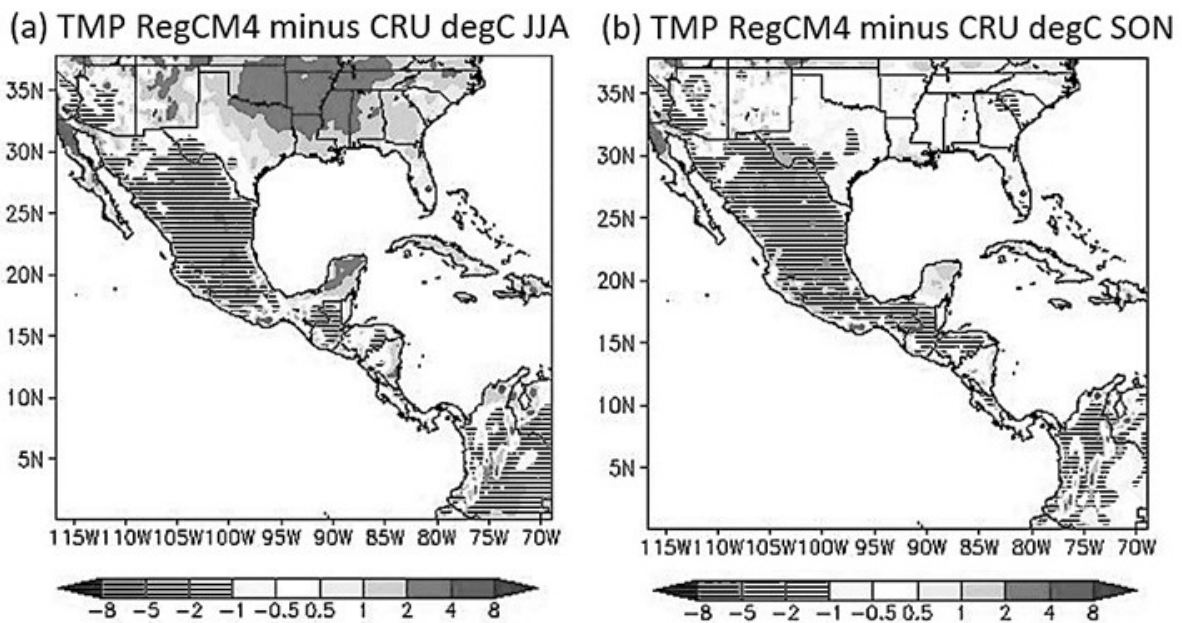 (a) TMP RegCM4 minus CRU degC JJA
35N
30N
25N
20N
15N
10N
5N
115W 110W 105W 100W 95W 90W 85W 80W 75W 70W
-8 -5 -2 -1 -0.5 0.5 1 2 4 8
(b) TMP RegCM4 minus CRU degC SON
35N
30N
25N
20N
15N
10N
5N
115W 110W 105W 100W 95W 90W 85W 80W 75W 70W
-8 -5 -2 -1 -0.5 0.5 1 2 4 8